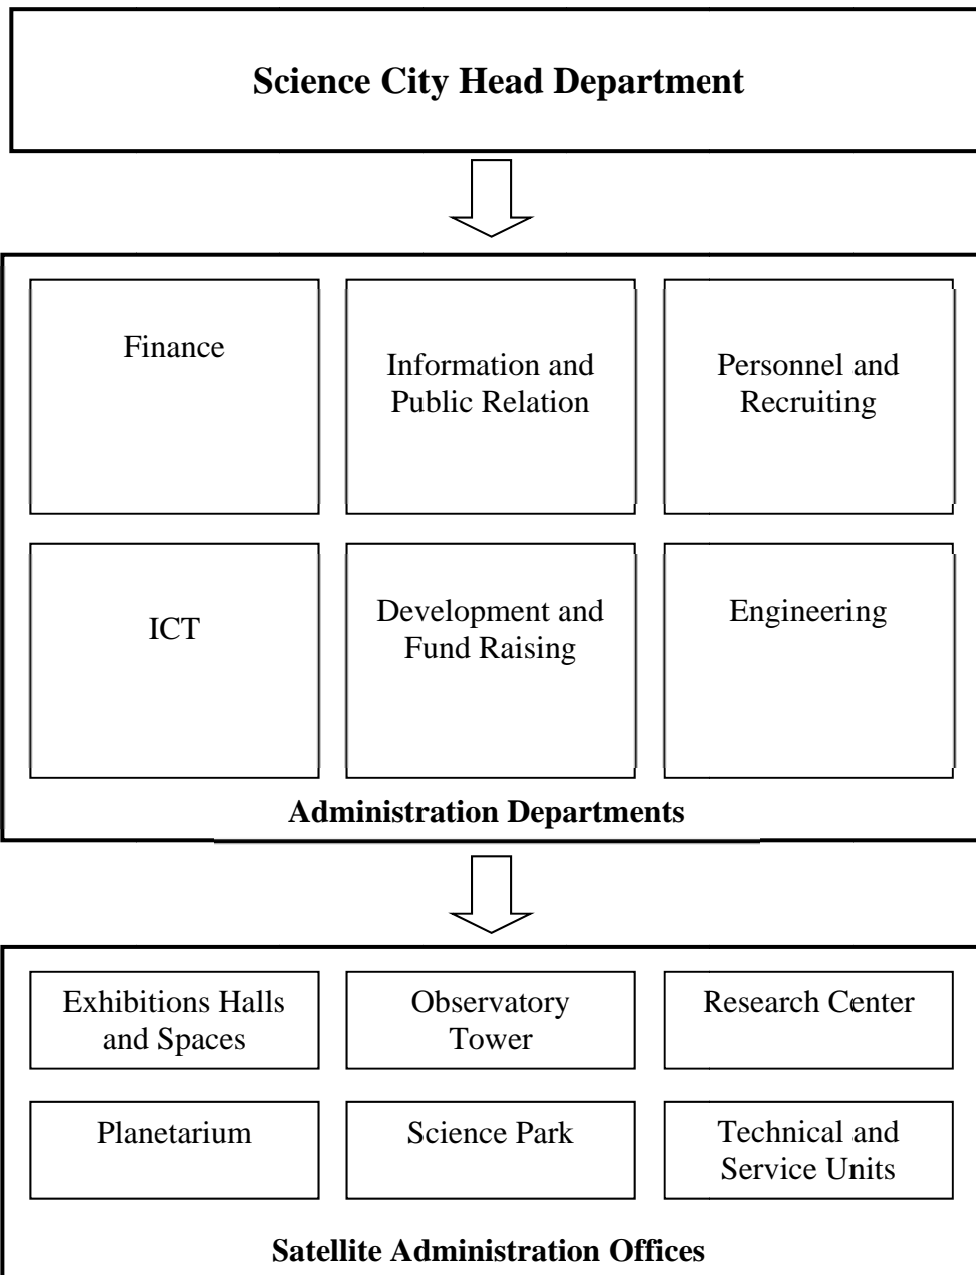 Science City Head Department
Finance
Information and
Public Relation
Personnel and
Recruiting
ICT
Development and
Fund Raising
Engineering
Administration Departments
Exhibitions Halls
and Spaces
Observatory
Tower
Research Center
Planetarium
Science Park
Technical and
Service Units
Satellite Administration Offices